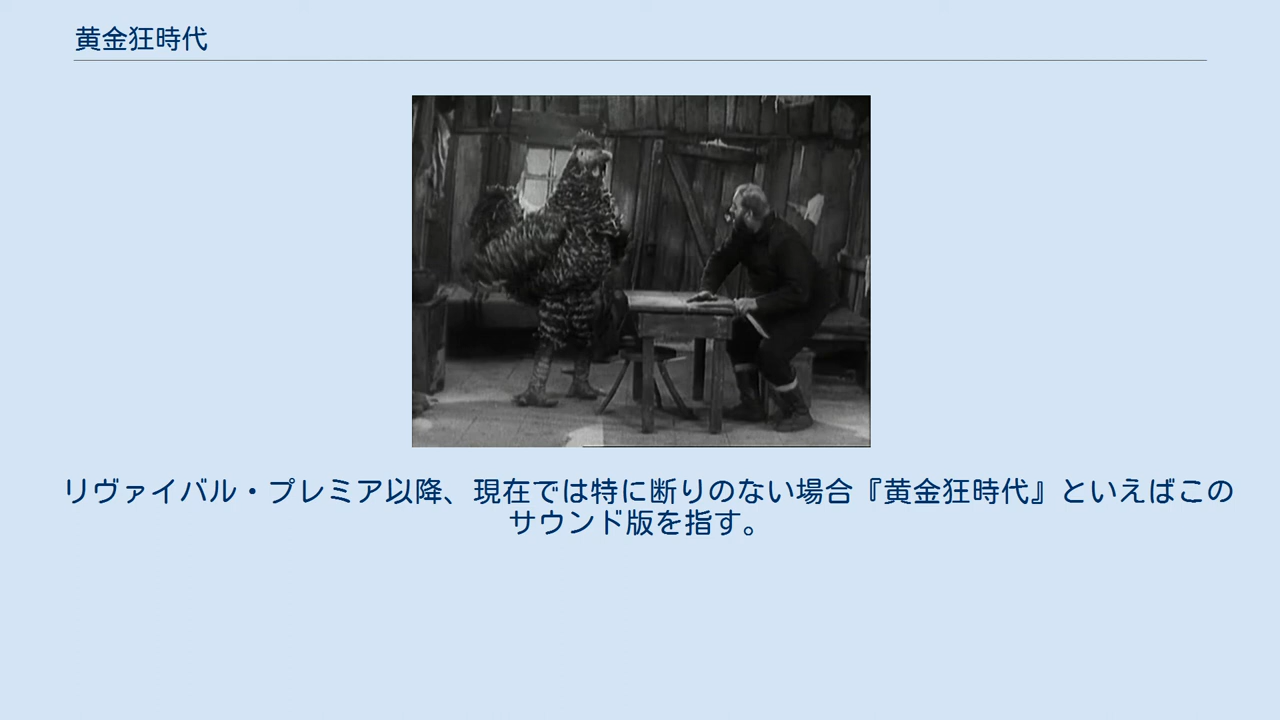 黄金狂時代
リヴァイバル・プレミア以降、現在では特に断りのない場合『黄金狂時代』といえばこの
サウンド版を指す。